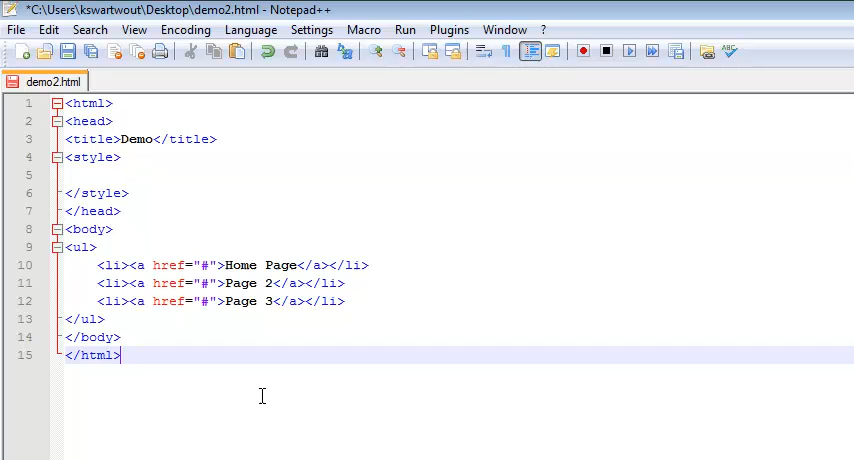 *C:\Users\kswartwout\Desktop\demo2.html - Notepad++
File Edit Search View Encoding Language Settings Macro Run Plugins Window ?
demo2.html
1 <html>
2 <head>
3 <title>Demo</title>
4 <style>
5
6 </style>
7 </head>
8 <body>
9 <ul>
10 <li><a href="#">Home Page</a></li>
11 <li><a href="#">Page 2</a></li>
12 <li><a href="#">Page 3</a></li>
13 </ul>
14 </body>
15 </html>